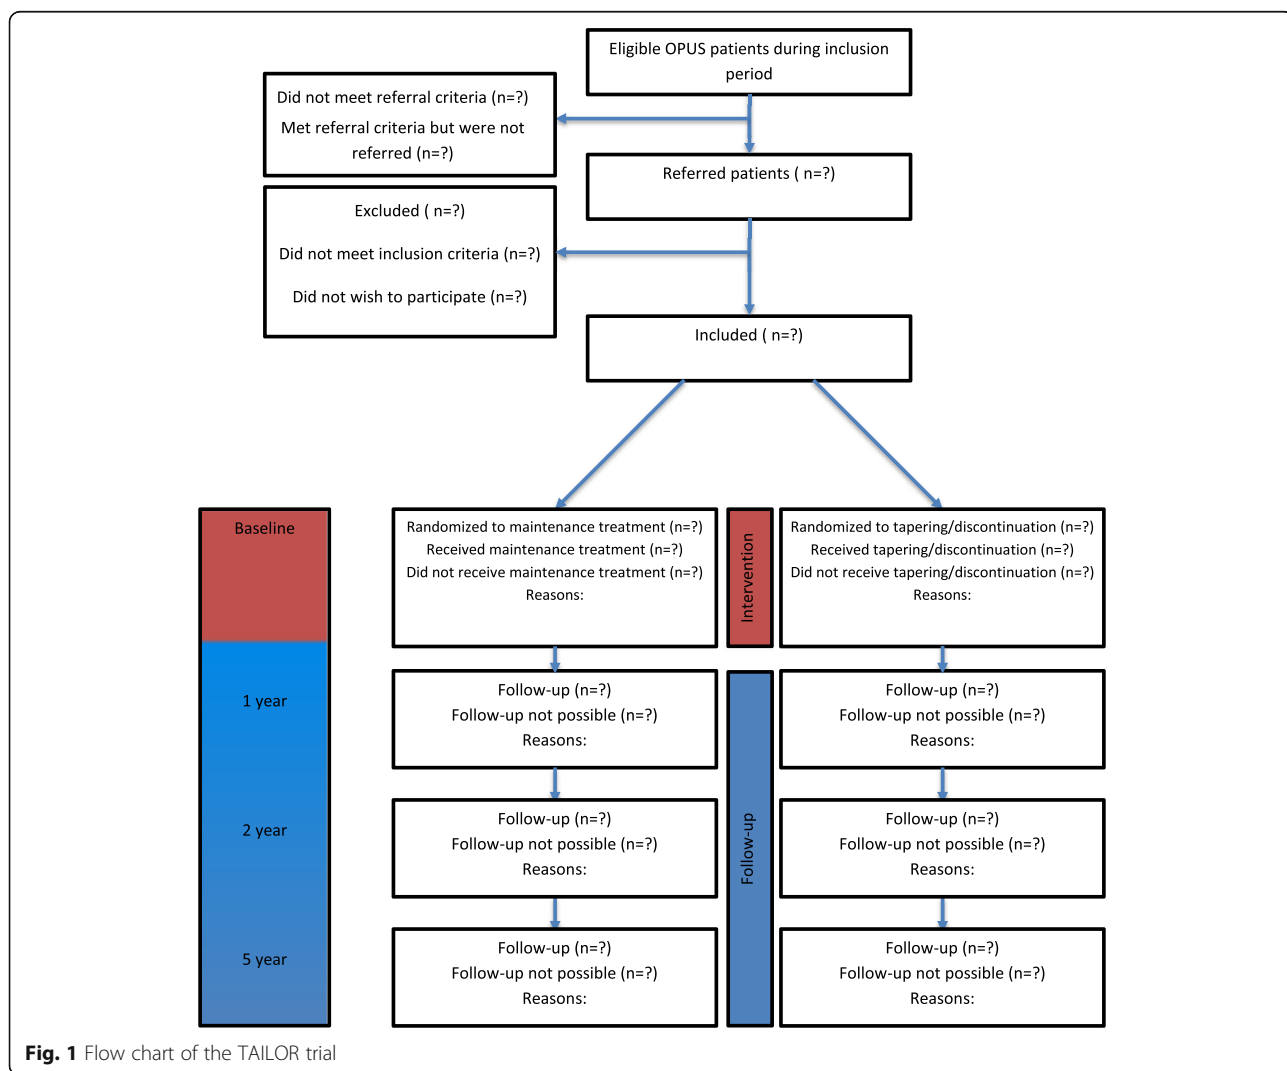 Eligible OPUS patients during inclusion
period
Did not meet referral criteria (n=?)
Met referral criteria but were not
referred (n=?)
Referred patients ( n=?)
Excluded ( n=?)
Did not meet inclusion criteria (n=?)
Did not wish to participate (n=?)
Included ( n=?)
Baseline
Randomized to maintenance treatment (n=?)
Received maintenance treatment (n=?)
Did not receive maintenance treatment (n=?)
Reasons:
Intervention
Randomized to tapering/discontinuation (n=?)
Received tapering/discontinuation (n=?)
Did not receive tapering/discontinuation (n=?)
Reasons:
1 year
Follow-up (n=?)
Follow-up not possible (n=?)
Reasons:
Follow-up
Follow-up (n=?)
Follow-up not possible (n=?)
Reasons:
2 year
Follow-up (n=?)
Follow-up not possible (n=?)
Reasons:
Follow-up (n=?)
Follow-up not possible (n=?)
Reasons:
5 year
Follow-up (n=?)
Follow-up not possible (n=?)
Reasons:
Follow-up (n=?)
Follow-up not possible (n=?)
Reasons:
Fig. 1 Flow chart of the TAILOR trial